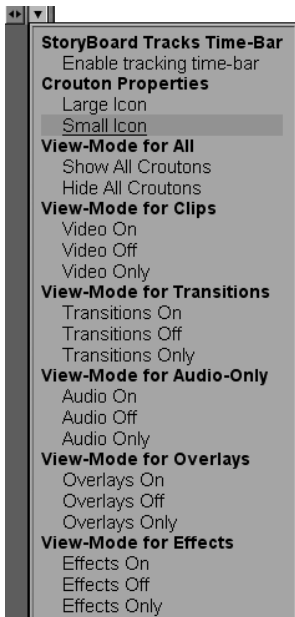 StoryBoard Tracks Time-Bar
Enable tracking time-bar
Crouton Properties
Large Icon
Small Icon
View-Mode for All
Show All Croutons
Hide All Croutons
View-Mode for Clips
Video On
Video Off
Video Only
View-Mode for Transitions
Transitions On
Transitions Off
Transitions Only
View-Mode for Audio-Only
Audio On
Audio Off
Audio Only
View-Mode for Overlays
Overlays On
Overlays Off
Overlays Only
View-Mode for Effects
Effects On
Effects Off
Effects Only